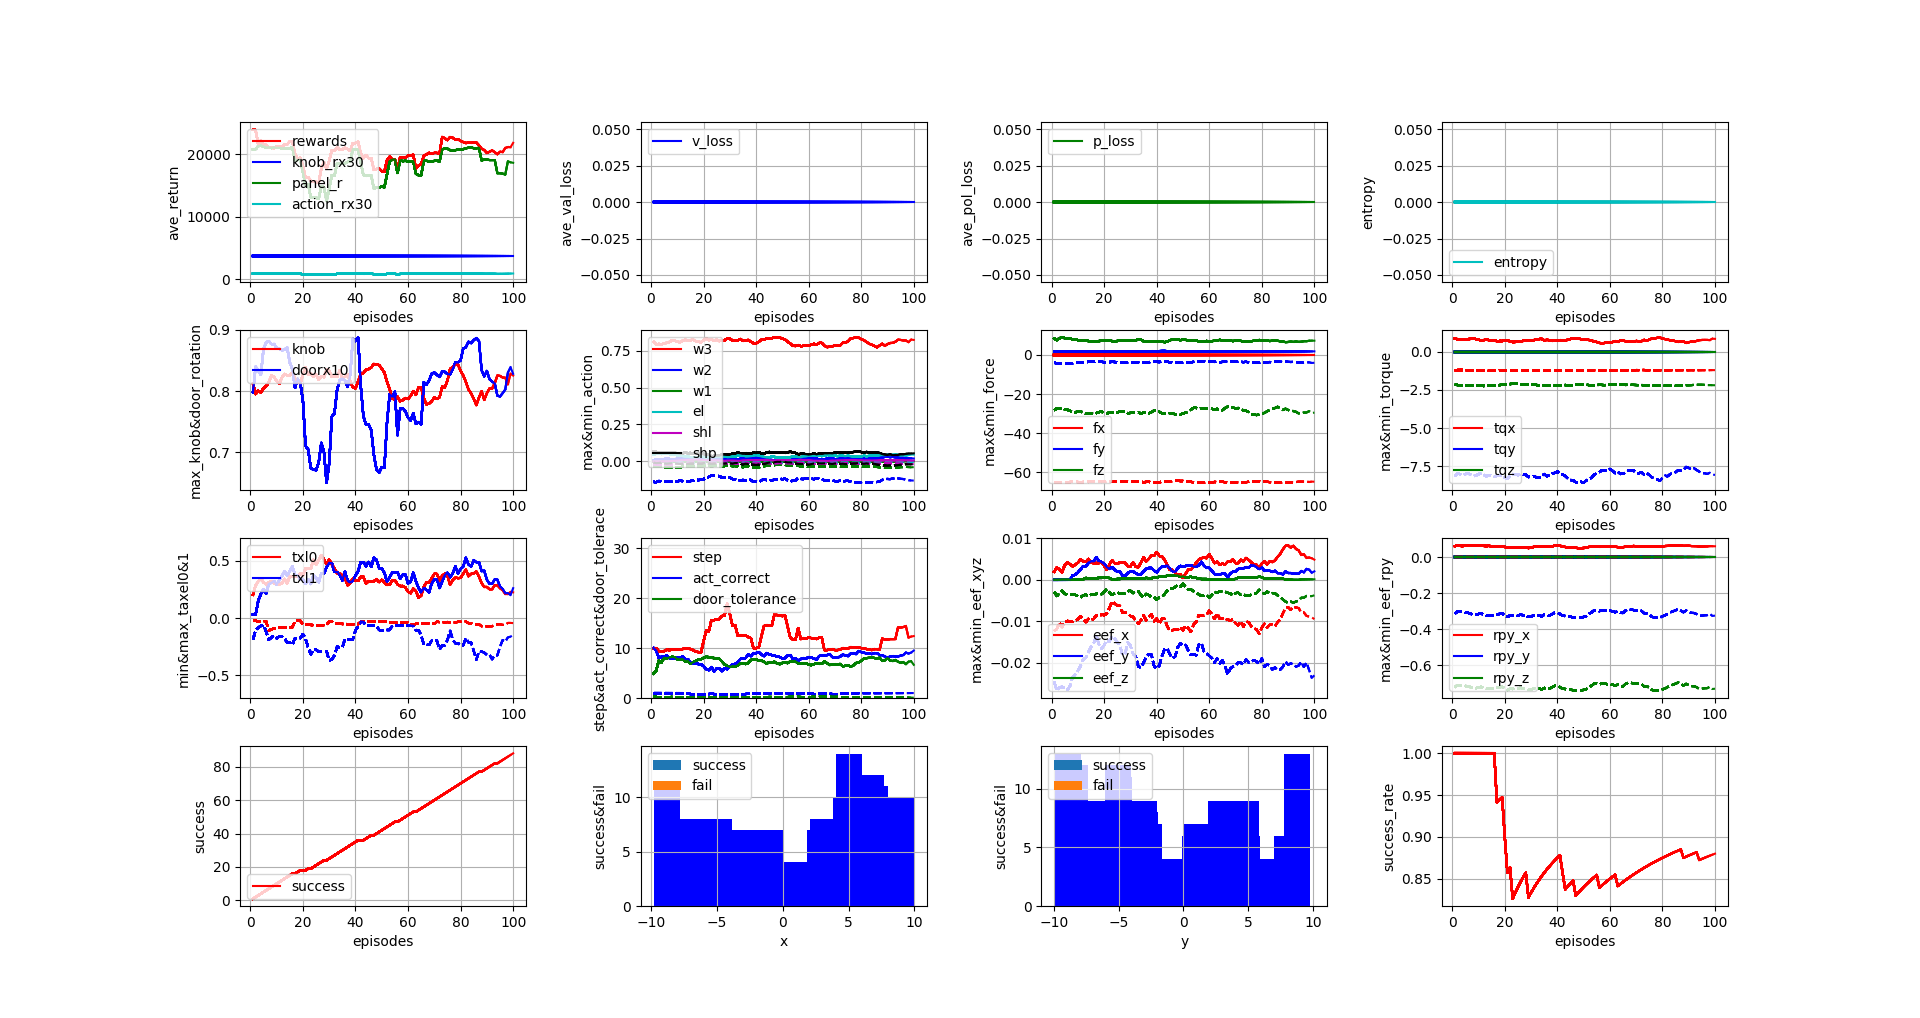 ave_return
20000
10000
0
rewards
knob_rx30
panel_r
action_rx30
0 20 40 60 80 100
episodes
ave_val_loss
0.050
0.025
0.000
−0.025
−0.050
v_loss
0 20 40 60 80 100
episodes
ave_pol_loss
0.050
0.025
0.000
−0.025
−0.050
p_loss
0 20 40 60 80 100
episodes
entropy
0.050
0.025
0.000
−0.025
−0.050
entropy
0 20 40 60 80 100
episodes
max_knob&door_rotation
0.9
0.8
0.7
knob
doorx10
0 20 40 60 80 100
episodes
max&min_action
0.75
0.50
0.25
0.00
w3
w2
w1
el
shl
shp
0 20 40 60 80 100
episodes
max&min_force
0
−20
−40
−60
fx
fy
fz
0 20 40 60 80 100
episodes
max&min_torque
0.0
−2.5
−5.0
−7.5
tqx
tqy
tqz
0 20 40 60 80 100
episodes
min&max_taxel0&1
0.5
0.0
−0.5
txl0
txl1
0 20 40 60 80 100
episodes
step&act_correct&door_tolerace
30
20
10
0
step
act_correct
door_tolerance
0 20 40 60 80 100
episodes
max&min_eef_xyz
0.01
0.00
−0.01
−0.02
eef_x
eef_y
eef_z
0 20 40 60 80 100
episodes
max&min_eef_rpy
0.0
−0.2
−0.4
−0.6
rpy_x
rpy_y
rpy_z
0 20 40 60 80 100
episodes
success
80
60
40
20
0
success
0 20 40 60 80 100
episodes
success&fail
10
5
0
success
fail
−10 −5 0 5 10
x
success&fail
10
5
0
success
fail
−10 −5 0 5 10
y
success_rate
1.00
0.95
0.90
0.85
0 20 40 60 80 100
episodes